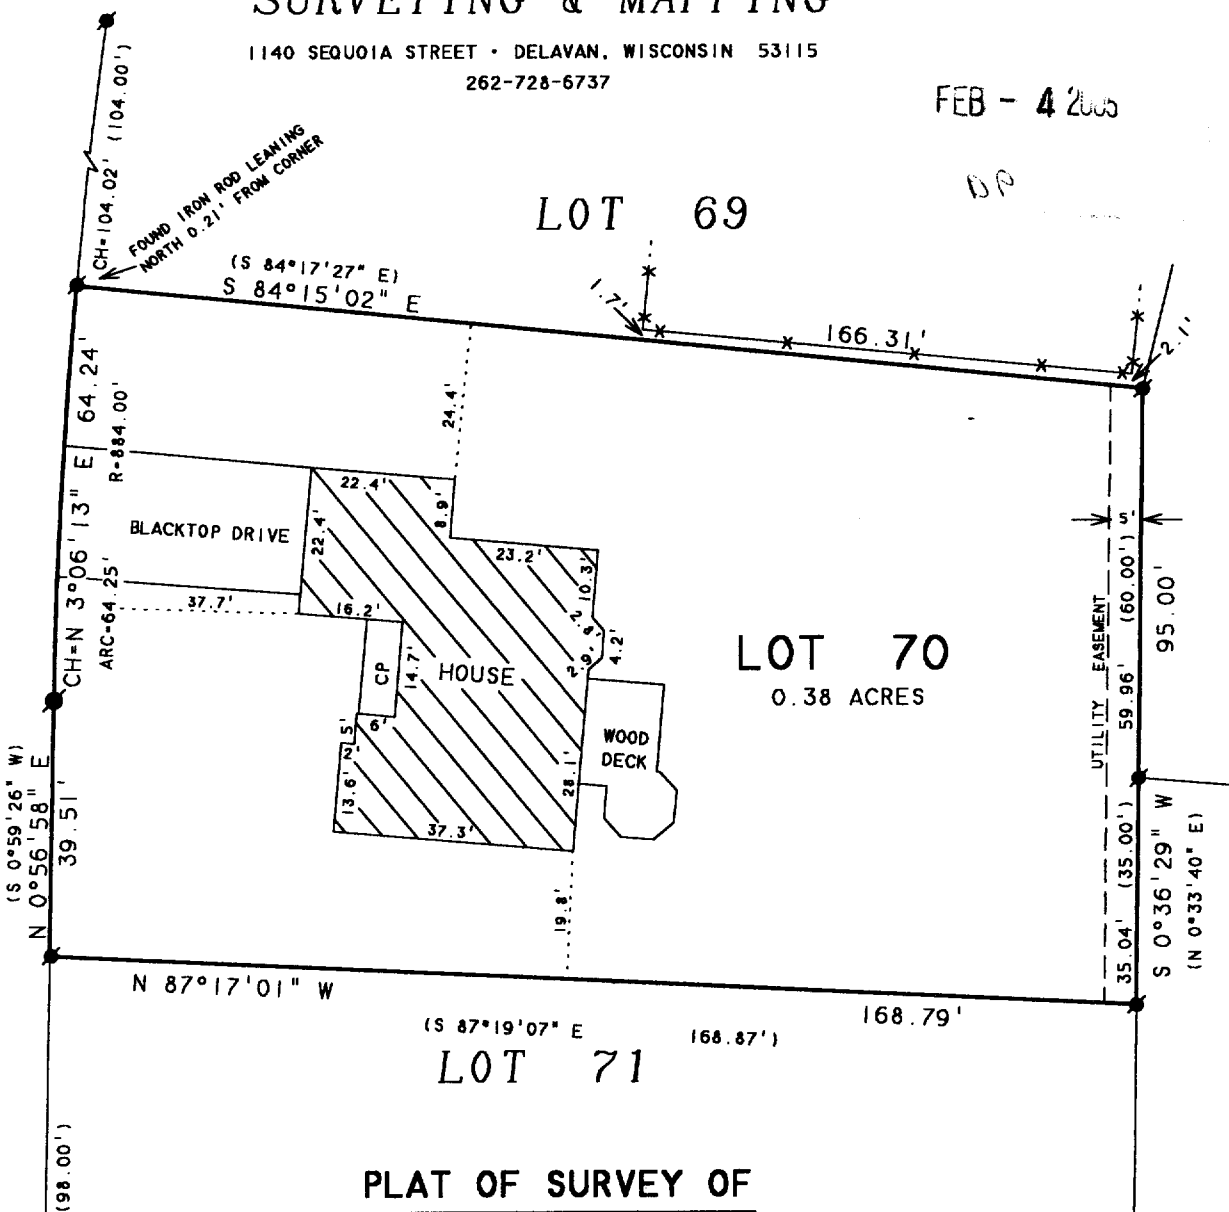 SURVEYING & MAPPING
1140 SEQUOIA STREET · DELAVAN, WISCONSIN 53115
262-728-6737
FEB - 4 2005
DP
CH=104.02' (104.00')
FOUND IRON ROD LEANING
NORTH 0.21' FROM CORNER
LOT 69
(S 84°17'27" E)
S 84°15'02" E
1.7'
166.31'
2.1'
64.24'
R=884.00'
CH=N 3°06'13" E
ARC=64.25'
24.4'
22.4'
8.9'
BLACKTOP DRIVE
22.4'
23.2'
10.3'
5'
37.7'
16.2'
2.8'
4.2'
2.9'
CP
14.7'
HOUSE
LOT 70
0.38 ACRES
UTILITY EASEMENT
59.96' (60.00')
95.00'
6'
5'
2'
WOOD
DECK
28.1'
13.6'
37.3'
(S 0°59'26" W)
N 0°56'58" E
39.51'
19.8'
35.04' (35.00')
S 0°36'29" W
(N 0°33'40" E)
N 87°17'01" W
168.79'
(S 87°19'07" E 168.87')
LOT 71
(98.00')
PLAT OF SURVEY OF